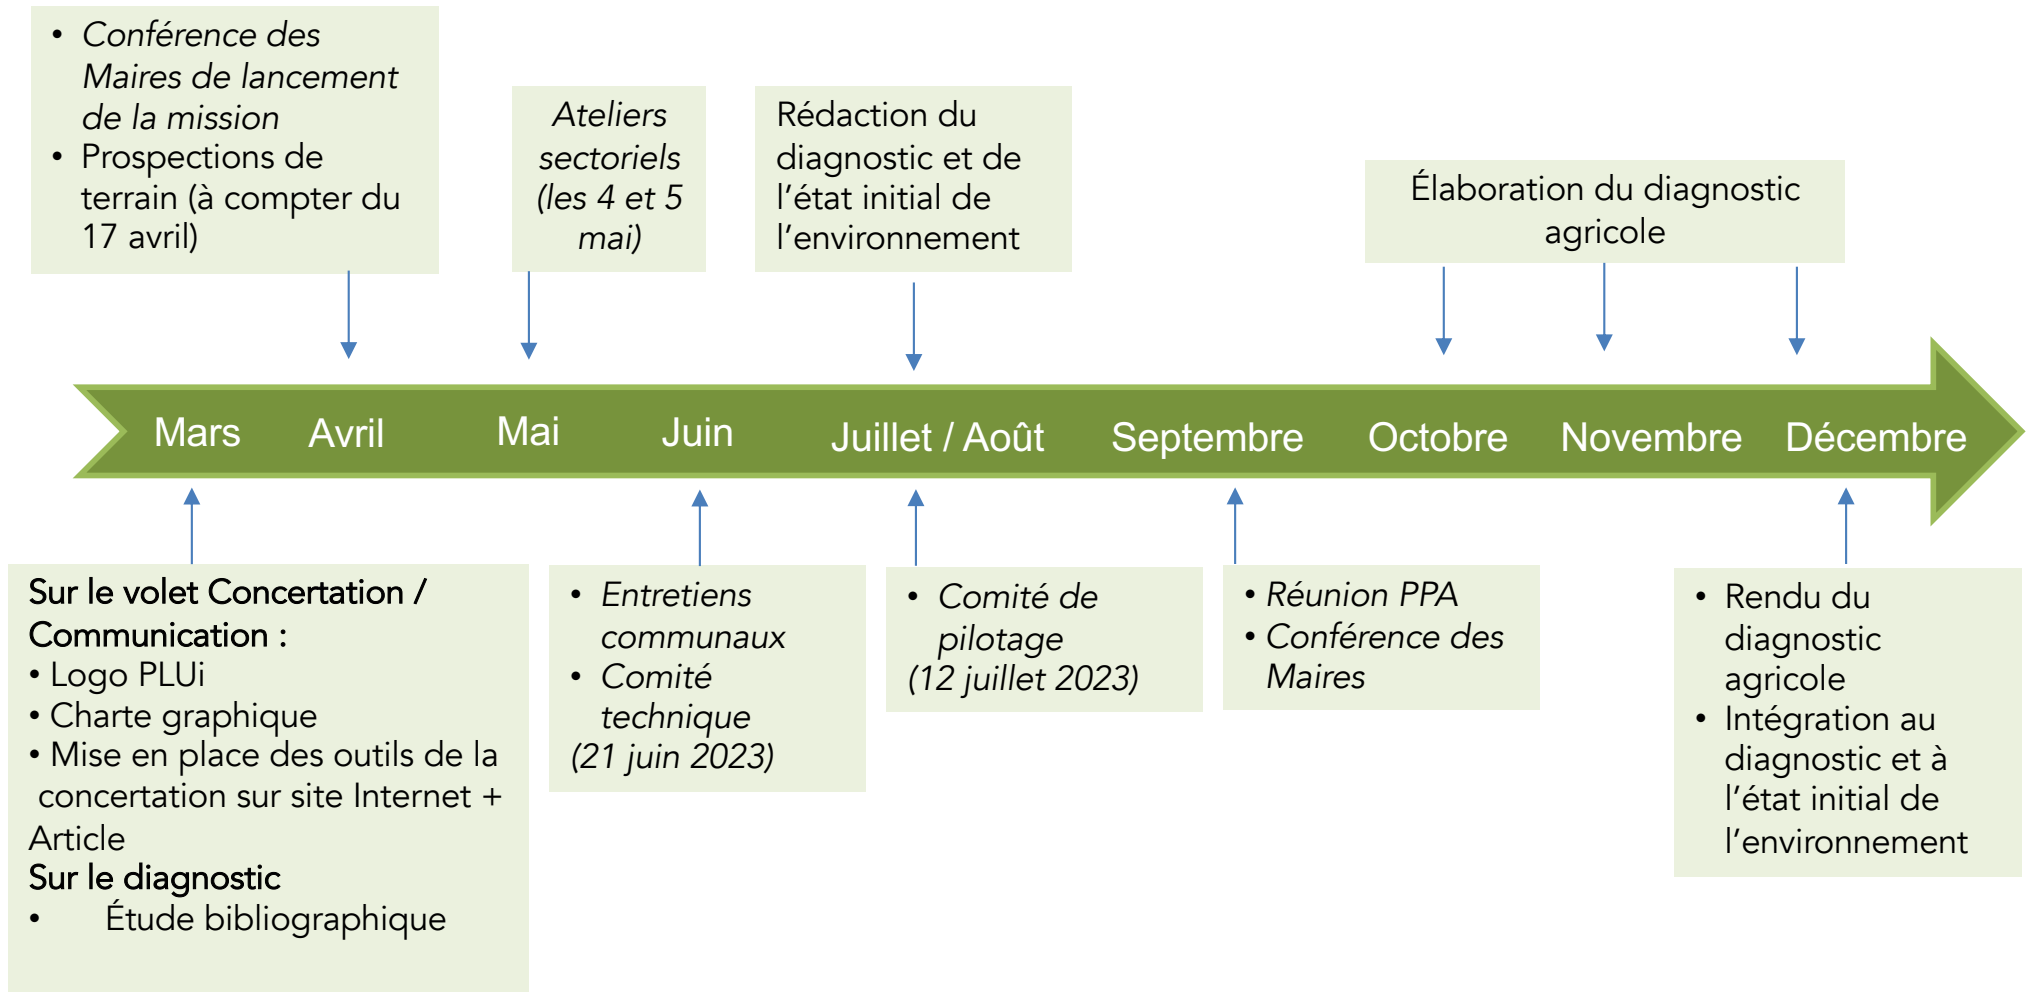 • Conférence des
Maires de lancement
de la mission
• Prospections de
terrain (à compter du
17 avril)
Ateliers
sectoriels
(les 4 et 5
mai)
Rédaction du
diagnostic et de
l’état initial de
l’environnement
Élaboration du diagnostic
agricole
Mars
Avril
Mai
Juin
Juillet / Août
Septembre
Octobre
Novembre
Décembre
Sur le volet Concertation /
Communication :
• Logo PLUi
• Charte graphique
• Mise en place des outils de la
concertation sur site Internet +
Article
Sur le diagnostic
• Étude bibliographique
• Entretiens
communaux
• Comité
technique
(21 juin 2023)
• Comité de
pilotage
(12 juillet 2023)
• Réunion PPA
• Conférence des
Maires
• Rendu du
diagnostic
agricole
• Intégration au
diagnostic et à
l’état initial de
l’environnement